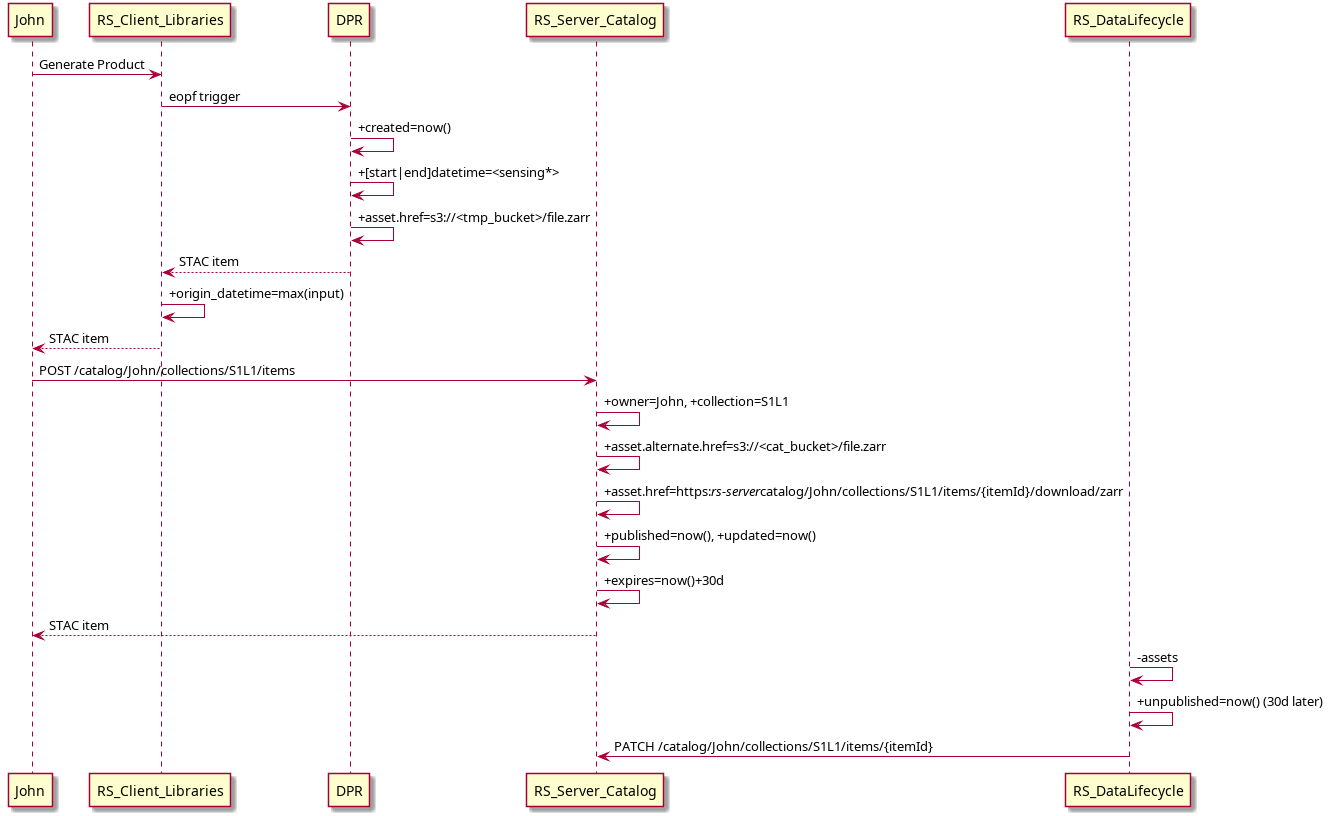 John
RS_Client_Libraries
DPR
RS_Server_Catalog
RS_DataLifecycle
Generate Product
eopf trigger
+created=now()
+[start|end]datetime=<sensing*>
+asset.href=s3://<tmp_bucket>/file.zarr
STAC item
+origin_datetime=max(input)
STAC item
POST /catalog/John/collections/S1L1/items
+owner=John, +collection=S1L1
+asset.alternate.href=s3://<cat_bucket>/file.zarr
+asset.href=https:rs-servercatalog/John/collections/S1L1/items/{itemId}/download/zarr
+published=now(), +updated=now()
+expires=now()+30d
STAC item
-assets
+unpublished=now() (30d later)
PATCH /catalog/John/collections/S1L1/items/{itemId}
John
RS_Client_Libraries
DPR
RS_Server_Catalog
RS_DataLifecycle